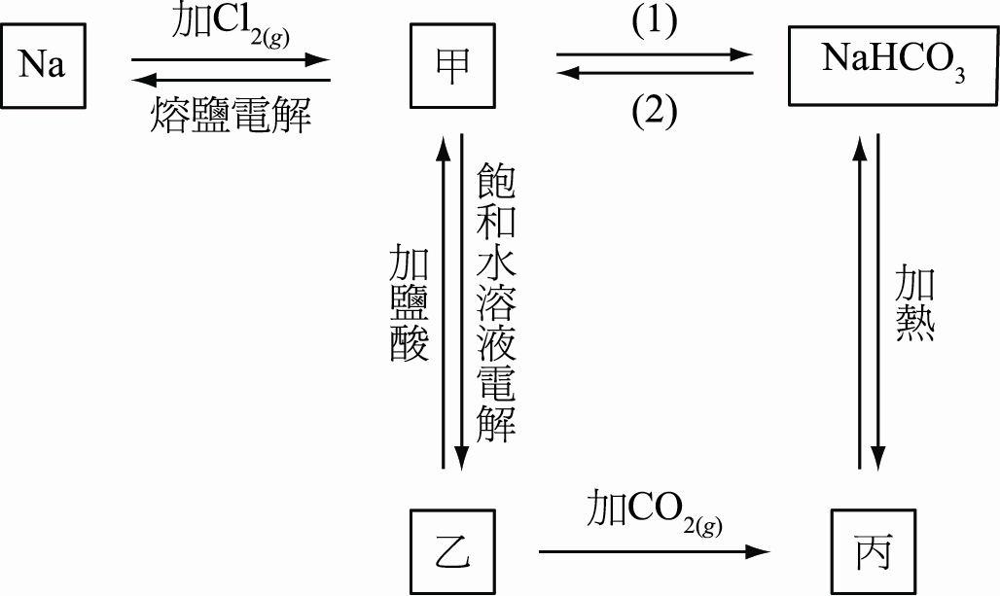 Na
加Cl2(g)
熔鹽電解
甲
(1)
(2)
NaHCO3
加鹽酸
飽和水溶液電解
加熱
乙
加CO2(g)
丙